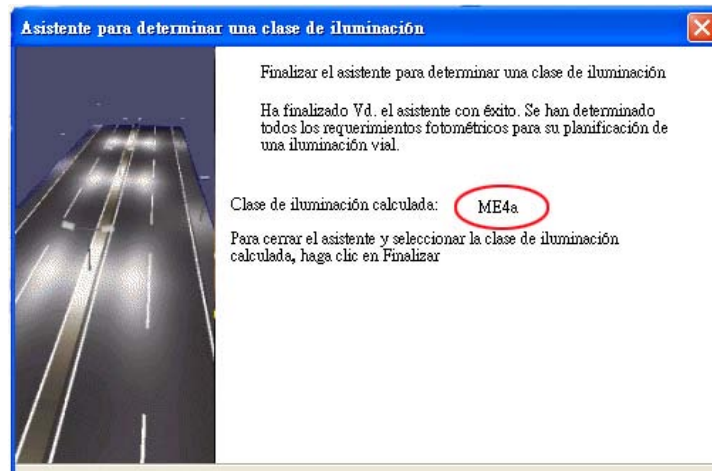 Asistente para determinar una clase de iluminación
Finalizar el asistente para determinar una clase de iluminación
Ha finalizado Vd. el asistente con éxito. Se han determinado
todos los requerimientos fotométricos para su planificación de
una iluminación vial.
Clase de iluminación calculada: ME4a
Para cerrar el asistente y seleccionar la clase de iluminación
calculada, haga clic en Finalizar